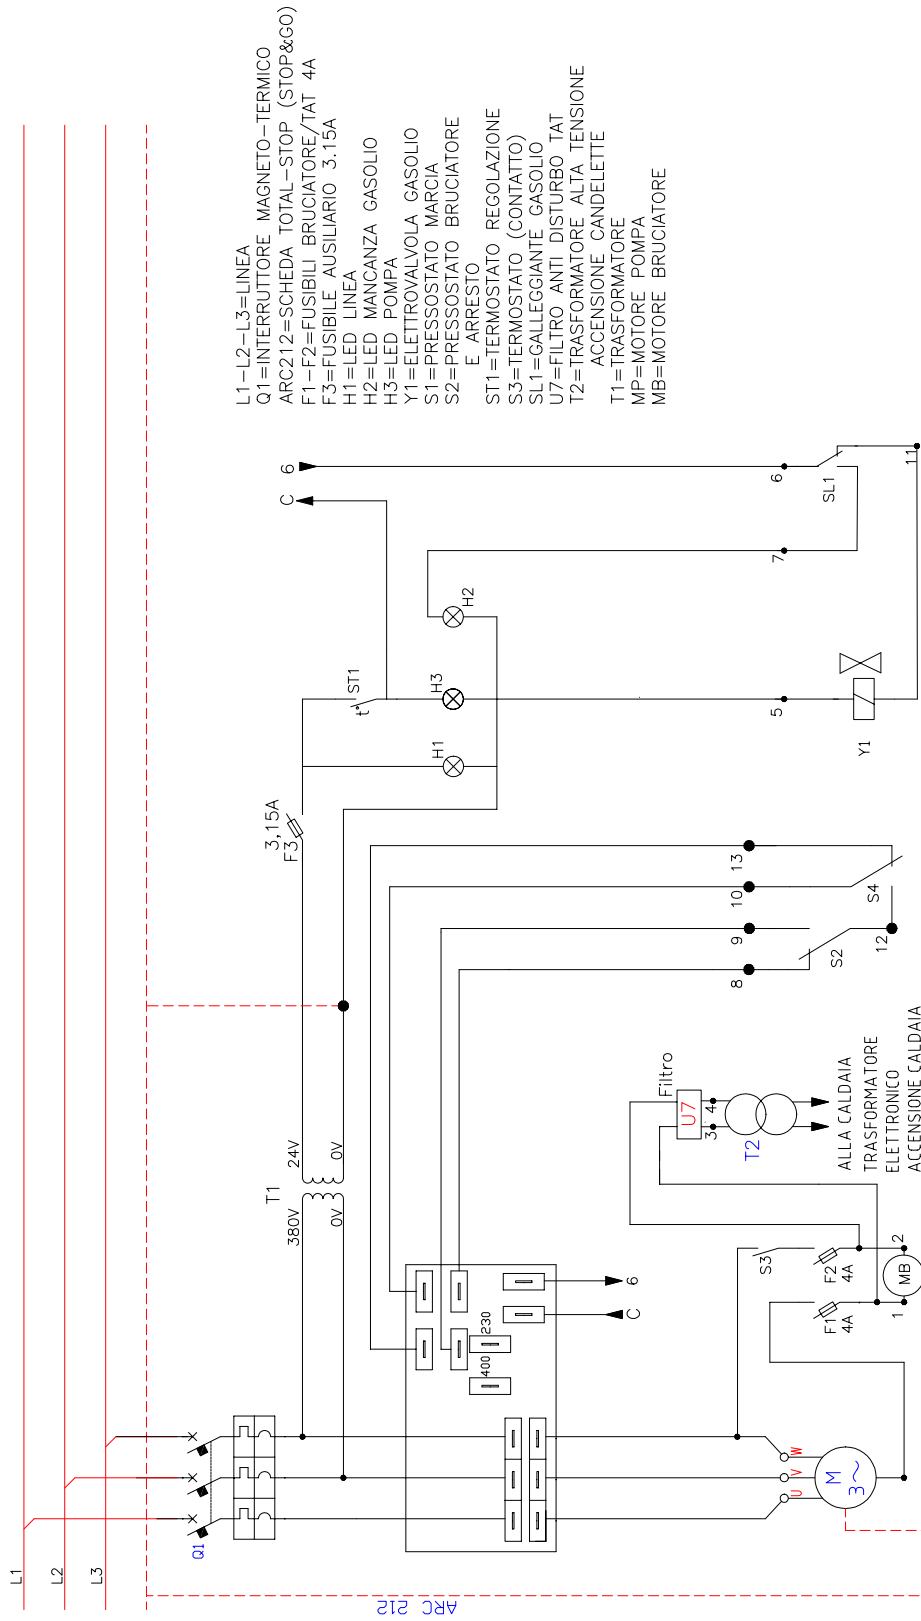 L1
L2
L3
Q1
ARC 212
L1-L2-L3=LINEA
Q1=INTERRUTTORE MAGNETO-TERMICO
ARC212=SCHEDA TOTAL-STOP (STOP&GO)
F1-F2=FUSIBILI BRUCIATORE/TAT 4A
F3=FUSIBILE AUSILIARIO 3.15A
H1=LED LINEA
H2=LED MANCANZA GASOLIO
H3=LED POMPA
Y1=ELETTROVALVOLA GASOLIO
S1=PRESSOSTATO MARCIA
S2=PRESSOSTATO BRUCIATORE
E ARRESTO
ST1=TERMOSTATO REGOLAZIONE
S3=TERMOSTATO (CONTATTO)
SL1=GALLEGGIANTE GASOLIO
U7=FILTRO ANTI DISTURBO TAT
T2=TRASFORMATORE ALTA TENSIONE
ACCENSIONE CANDELETTE
T1=TRASFORMATORE
MP=MOTORE POMPA
MB=MOTORE BRUCIATORE
T1
380V 24V
0V 0V
3,15A
F3
C 6
ST1
t°
H1 H3 H2
400 230
C 6
8 9 10 13
5 7 6
S2 S4
12
SL1
11
Y1
Filtro
U7
3 4
T2
ALLA CALDAIA
TRASFORMATORE
ELETTRONICO
ACCENSIONE CALDAIA
S3
F1 F2
4A 4A
1 MB 2
U V W
M
3~